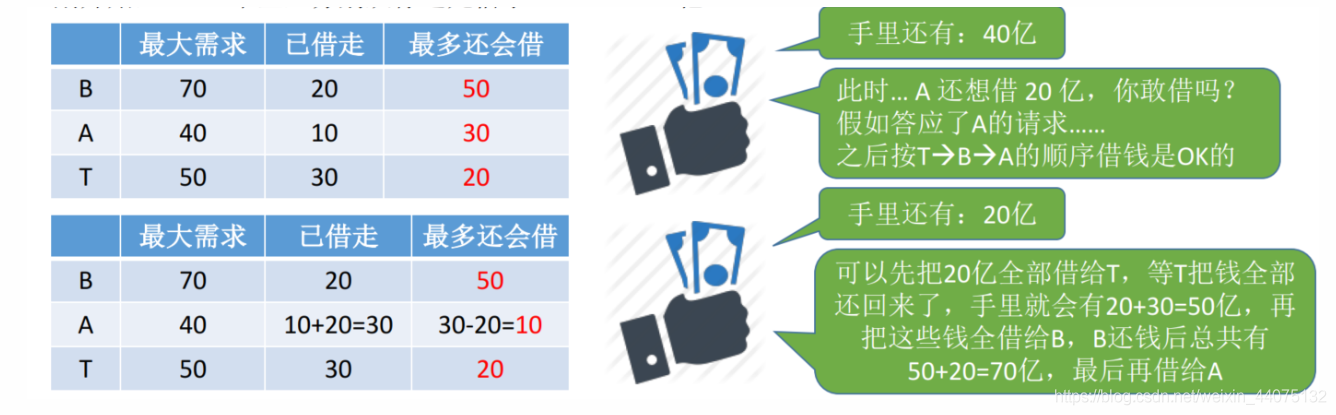 最大需求 已借走 最多还会借
B 70 20 50
A 40 10 30
T 50 30 20
手里还有：40亿
此时... A 还想借 20 亿，你敢借吗？
假如答应了A的请求......
之后按T→B→A的顺序借钱是OK的
最大需求 已借走 最多还会借
B 70 20 50
A 40 10+20=30 30-20=10
T 50 30 20
手里还有：20亿
可以先把20亿全部借给T，等T把钱全部
还回来了，手里就会有20+30=50亿，再
把这些钱全借给B，B还钱后总共有
50+20=70亿，最后再借给A
https://blog.csdn.net/weixin_44075132